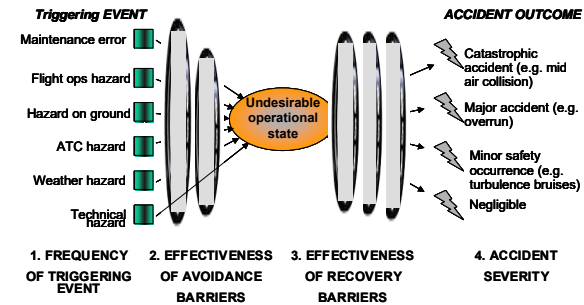 Triggering EVENT
ACCIDENT OUTCOME
Maintenance error
Flight ops hazard
Hazard on ground
ATC hazard
Weather hazard
Technical
hazard
Undesirable
operational
state
Catastrophic
accident (e.g. mid
air collision)
Major accident (e.g.
overrun)
Minor safety
occurrence (e.g.
turbulence bruises)
Negligible
1. FREQUENCY
OF TRIGGERING
EVENT
2. EFFECTIVENESS
OF AVOIDANCE
BARRIERS
3. EFFECTIVENESS
OF RECOVERY
BARRIERS
4. ACCIDENT
SEVERITY